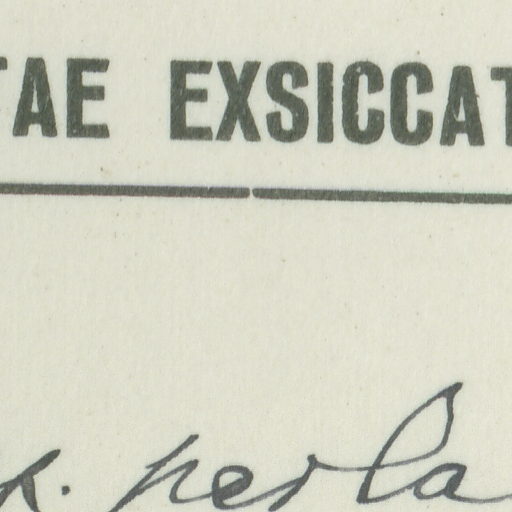 TAE EXSICCAT
k. perla